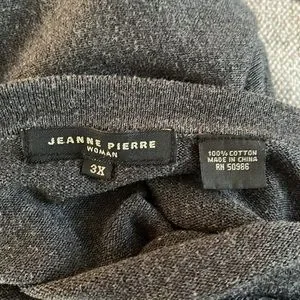 JEANNE PIERRE
WOMAN
3X
100% COTTON
MADE IN CHINA
RN 50986